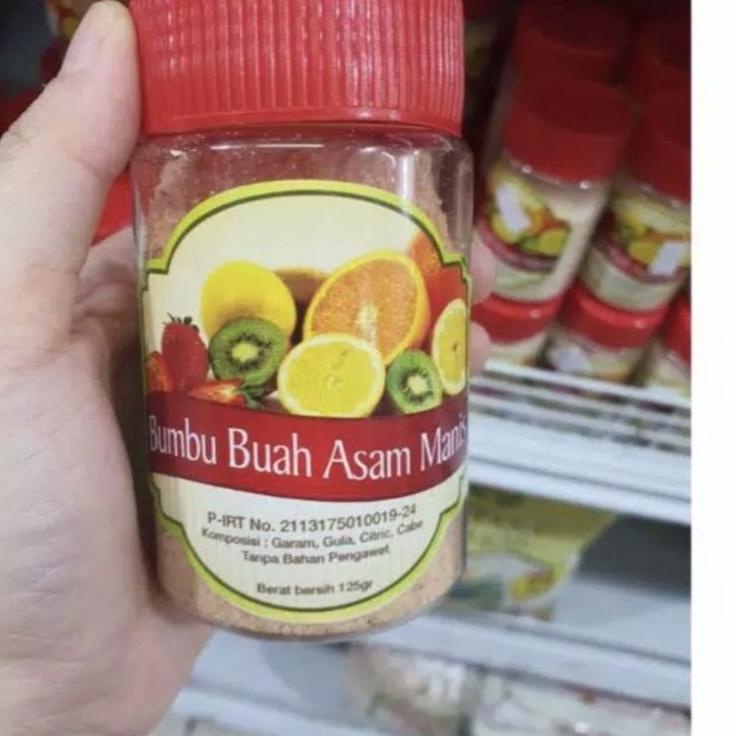 Bumbu Buah Asam Manis
P-IRT No. 2113175010019-24
Komposisi : Garam, Gula, Citric, Cabe
Tanpa Bahan Pengawet
Berat bersih 125gr